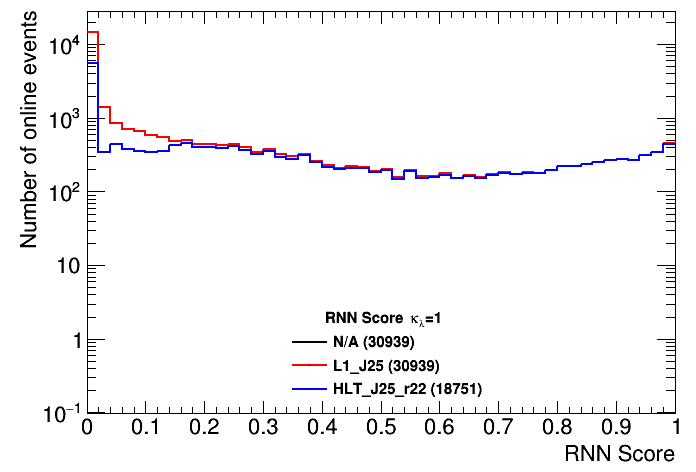 Number of online events
10⁴
10³
10²
10
1
10⁻¹
RNN Score κλ=1
N/A (30939)
L1_J25 (30939)
HLT_J25_r22 (18751)
0 0.1 0.2 0.3 0.4 0.5 0.6 0.7 0.8 0.9 1
RNN Score